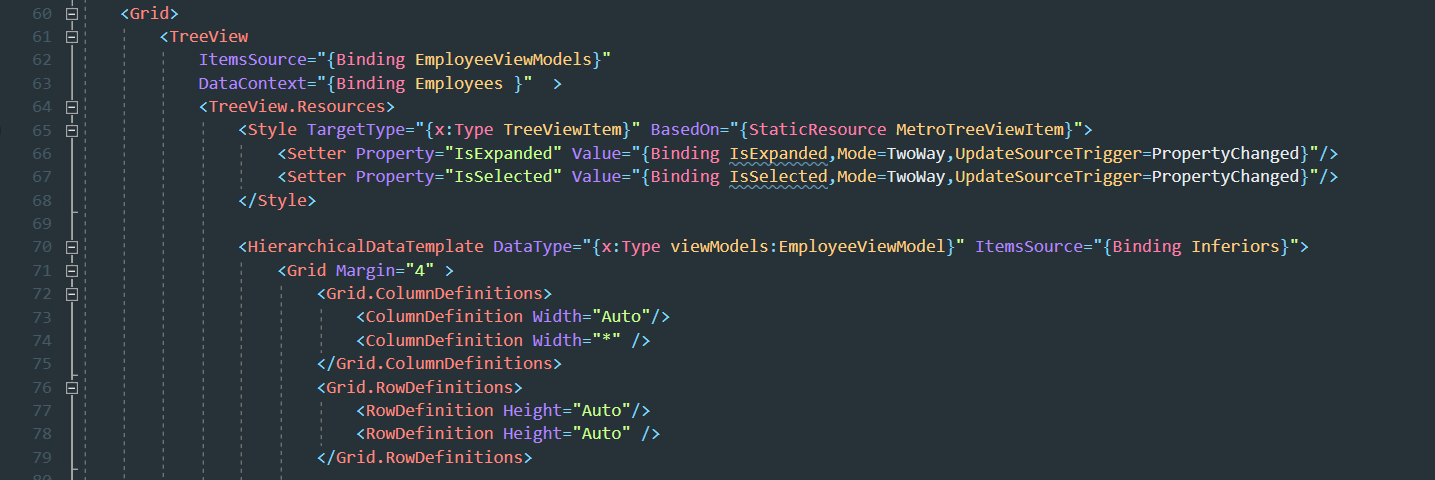 60 <Grid>
61 <TreeView
62 ItemsSource="{Binding EmployeeViewModels}"
63 DataContext="{Binding Employees }"  >
64 <TreeView.Resources>
65 <Style TargetType="{x:Type TreeViewItem}" BasedOn="{StaticResource MetroTreeViewItem}">
66 <Setter Property="IsExpanded" Value="{Binding IsExpanded,Mode=TwoWay,UpdateSourceTrigger=PropertyChanged}"/>
67 <Setter Property="IsSelected" Value="{Binding IsSelected,Mode=TwoWay,UpdateSourceTrigger=PropertyChanged}"/>
68 </Style>
69
70 <HierarchicalDataTemplate DataType="{x:Type viewModels:EmployeeViewModel}" ItemsSource="{Binding Inferiors}">
71 <Grid Margin="4" >
72 <Grid.ColumnDefinitions>
73 <ColumnDefinition Width="Auto"/>
74 <ColumnDefinition Width="*" />
75 </Grid.ColumnDefinitions>
76 <Grid.RowDefinitions>
77 <RowDefinition Height="Auto"/>
78 <RowDefinition Height="Auto" />
79 </Grid.RowDefinitions>